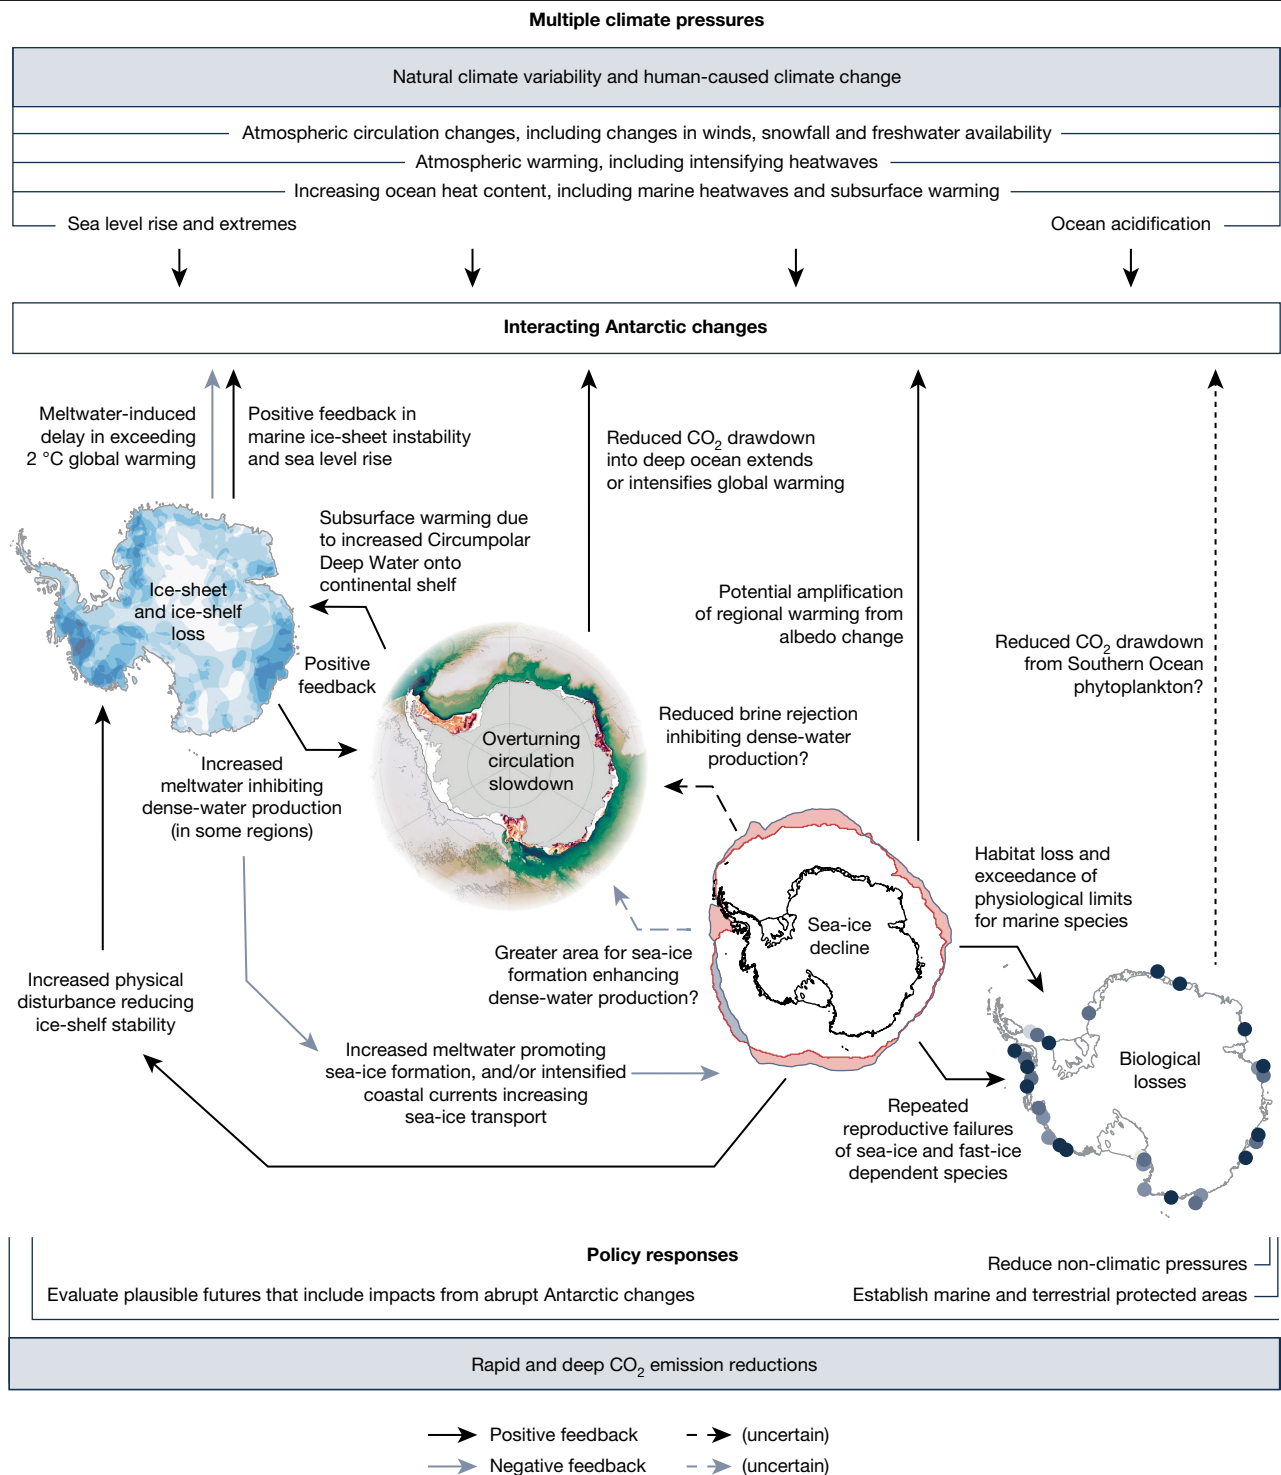 Multiple climate pressures
Natural climate variability and human-caused climate change
Atmospheric circulation changes, including changes in winds, snowfall and freshwater availability
Atmospheric warming, including intensifying heatwaves
Increasing ocean heat content, including marine heatwaves and subsurface warming
Sea level rise and extremes
Ocean acidification
Interacting Antarctic changes
Meltwater-induced
delay in exceeding
2 °C global warming
Positive feedback in
marine ice-sheet instability
and sea level rise
Reduced CO₂ drawdown
into deep ocean extends
or intensifies global warming
Subsurface warming due
to increased Circumpolar
Deep Water onto
continental shelf
Ice-sheet
and ice-shelf
loss
Potential amplification
of regional warming from
albedo change
Reduced CO₂ drawdown
from Southern Ocean
phytoplankton?
Positive
feedback
Reduced brine rejection
inhibiting dense-water
production?
Overturning
circulation
slowdown
Increased
meltwater inhibiting
dense-water production
(in some regions)
Habitat loss and
exceedance of
physiological limits
for marine species
Sea-ice
decline
Greater area for sea-ice
formation enhancing
dense-water production?
Increased physical
disturbance reducing
ice-shelf stability
Increased meltwater promoting
sea-ice formation, and/or intensified
coastal currents increasing
sea-ice transport
Biological
losses
Repeated
reproductive failures
of sea-ice and fast-ice
dependent species
Policy responses
Reduce non-climatic pressures
Evaluate plausible futures that include impacts from abrupt Antarctic changes
Establish marine and terrestrial protected areas
Rapid and deep CO₂ emission reductions
Positive feedback
(uncertain)
Negative feedback
(uncertain)